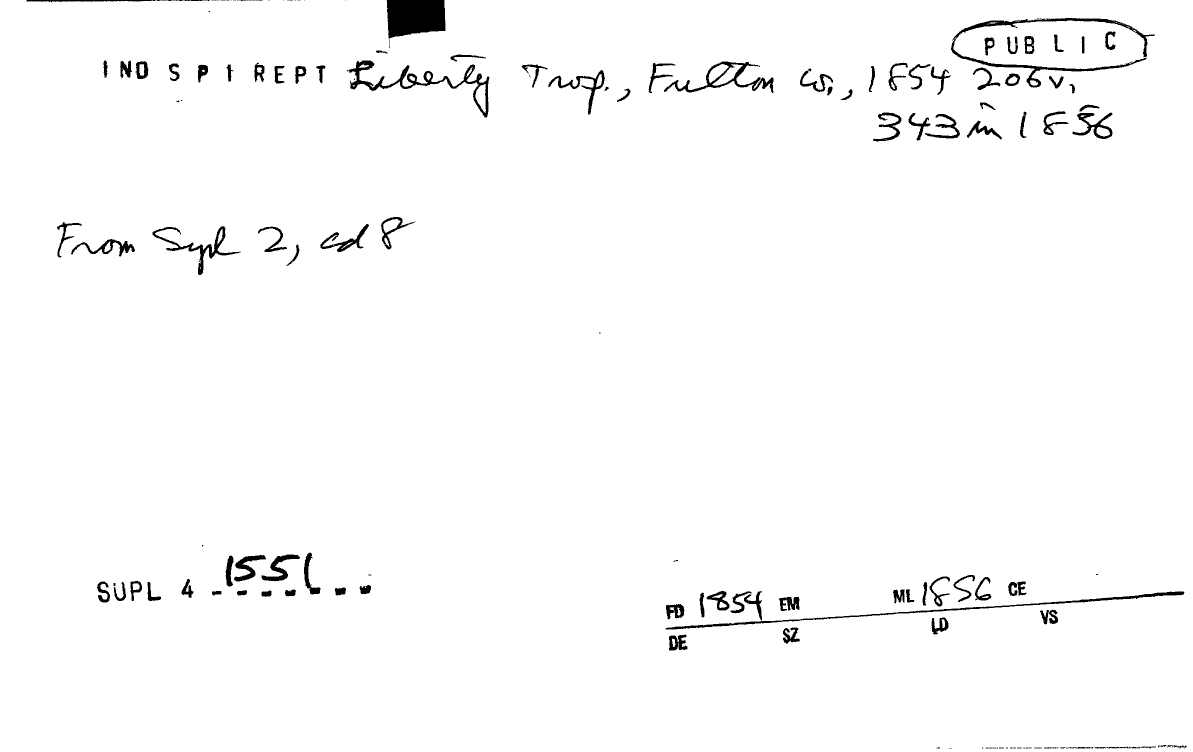 PUBLIC
IND SPI REPT Liberty Twp., Fulton Co., 1854 206v,
343 in 1856
From Supl 2, cd 8
SUPL 4 1551
FD 1854 EM ML 1856 CE
DE SZ LD VS